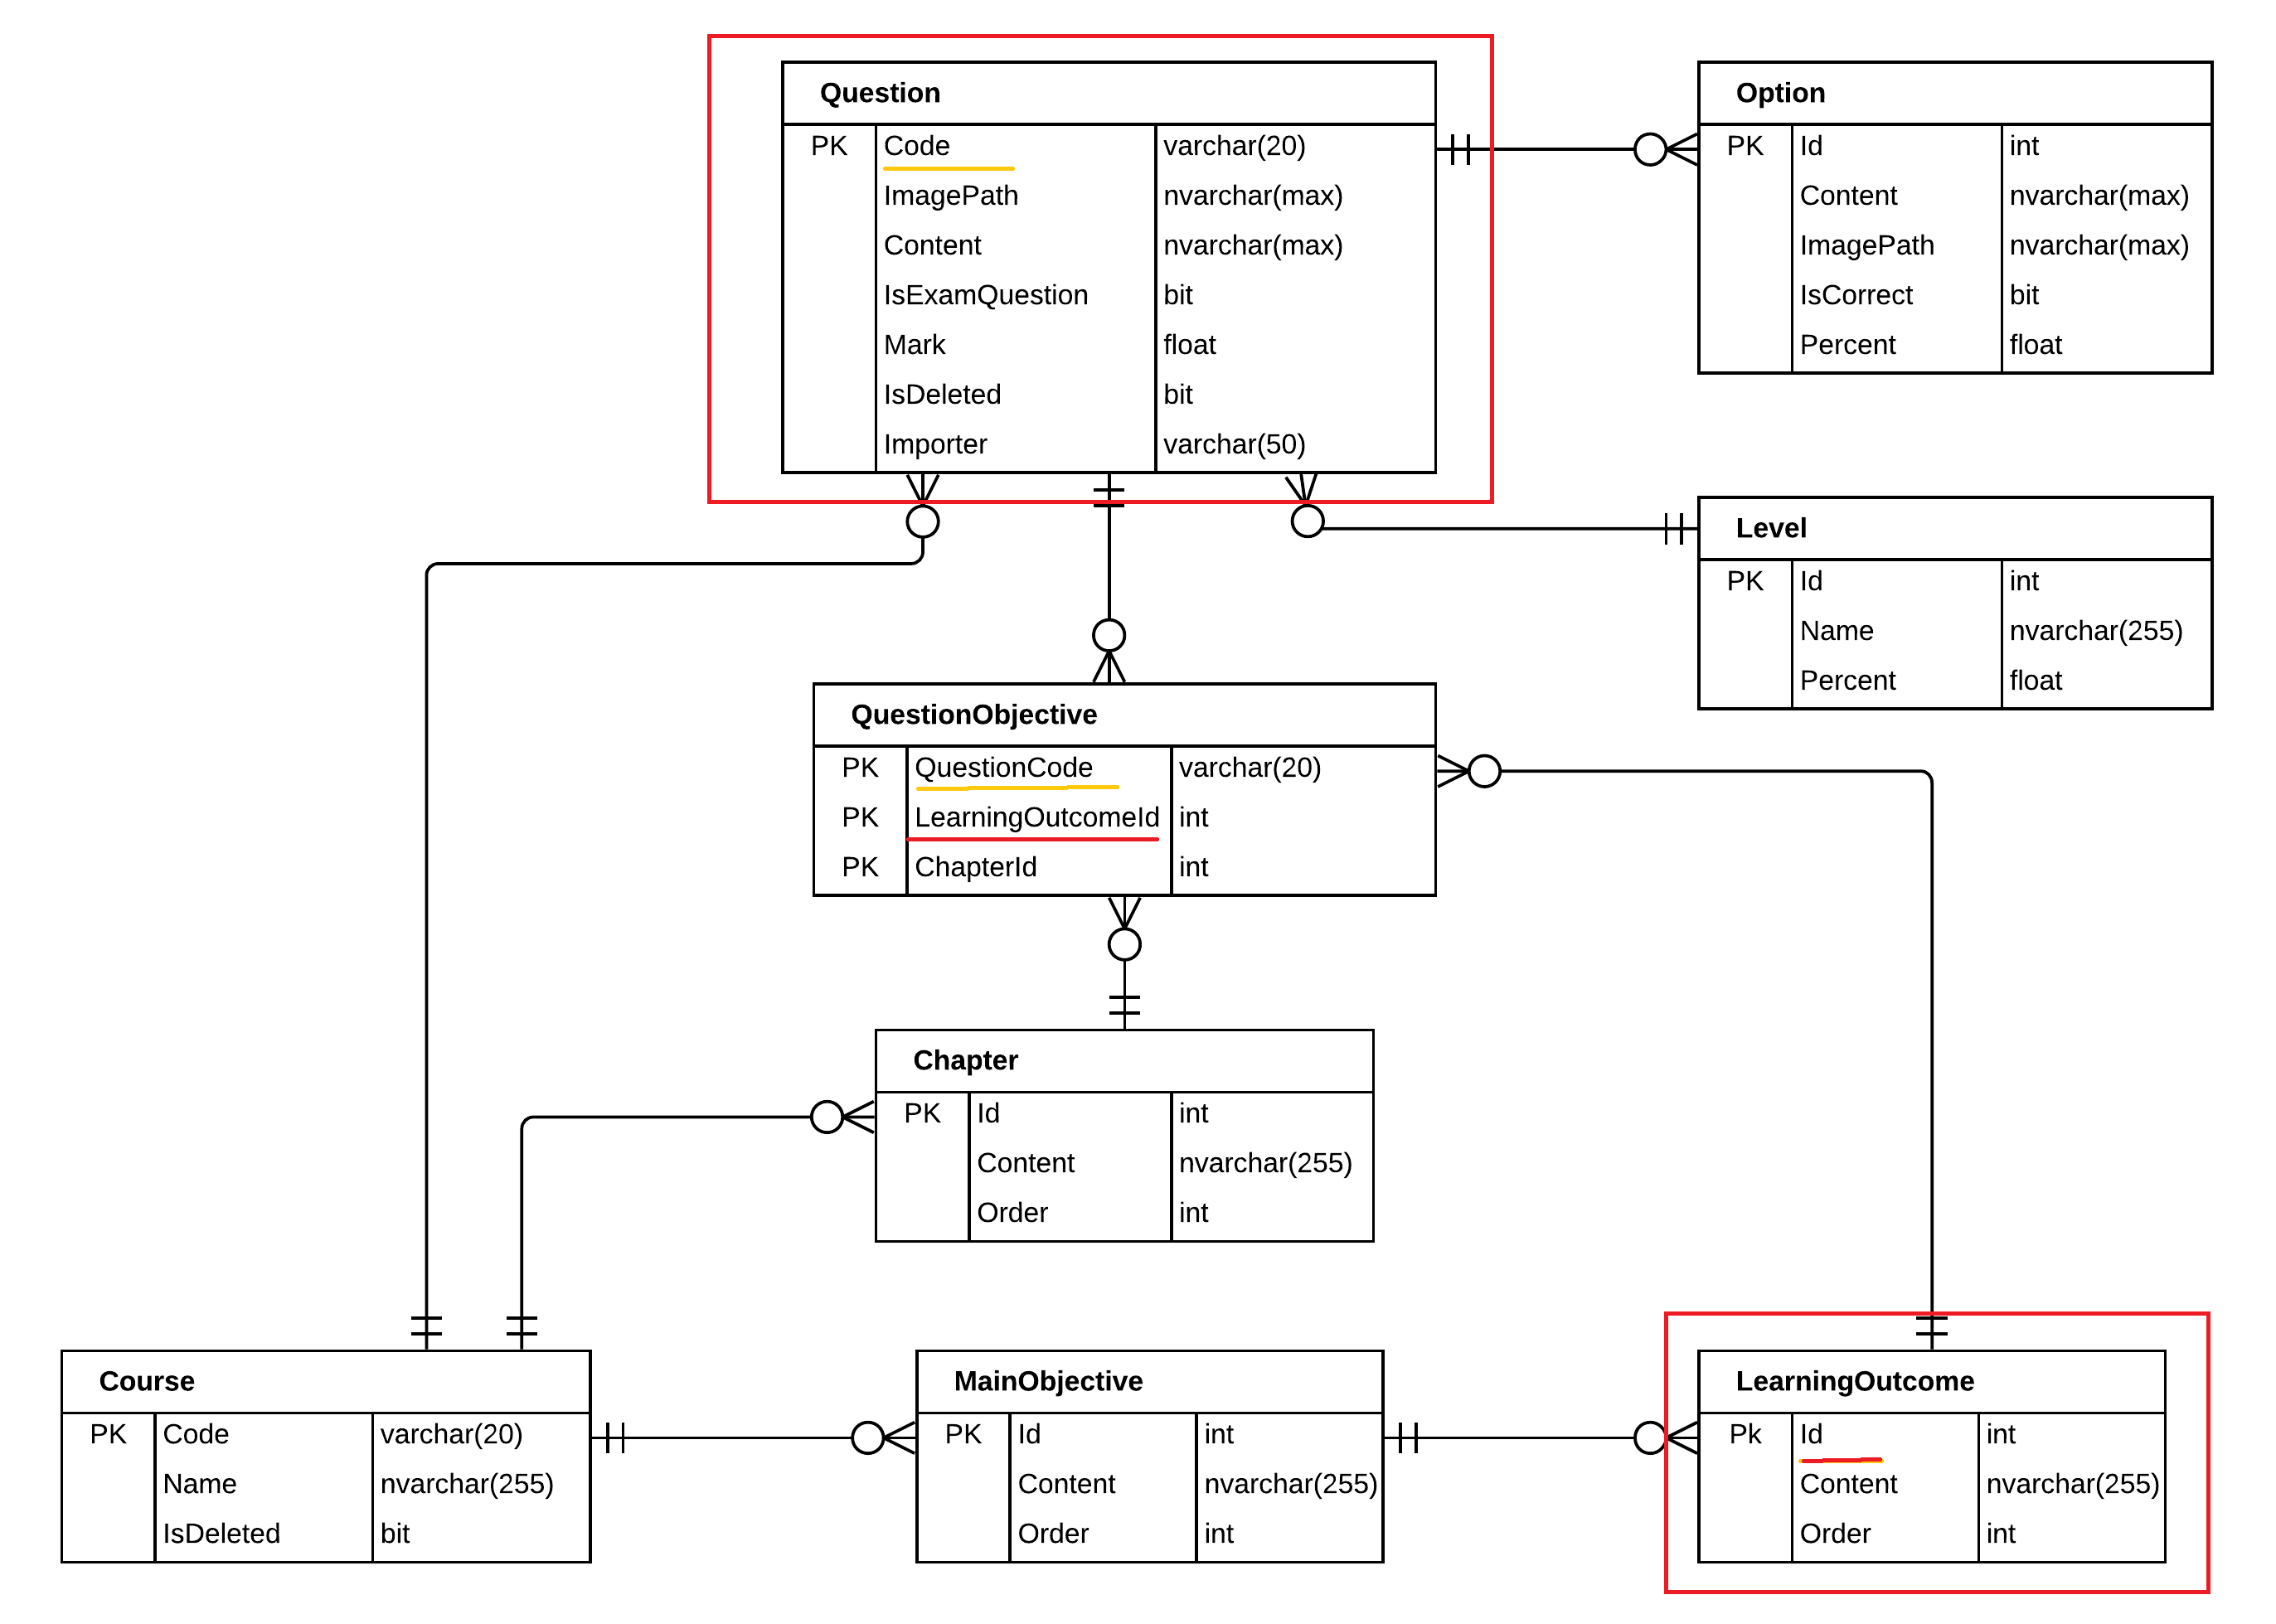 Question
PK Code varchar(20)
ImagePath nvarchar(max)
Content nvarchar(max)
IsExamQuestion bit
Mark float
IsDeleted bit
Importer varchar(50)
Option
PK Id int
Content nvarchar(max)
ImagePath nvarchar(max)
IsCorrect bit
Percent float
Level
PK Id int
Name nvarchar(255)
Percent float
QuestionObjective
PK QuestionCode varchar(20)
PK LearningOutcomeId int
PK ChapterId int
Chapter
PK Id int
Content nvarchar(255)
Order int
Course
PK Code varchar(20)
Name nvarchar(255)
IsDeleted bit
MainObjective
PK Id int
Content nvarchar(255)
Order int
LearningOutcome
Pk Id int
Content nvarchar(255)
Order int